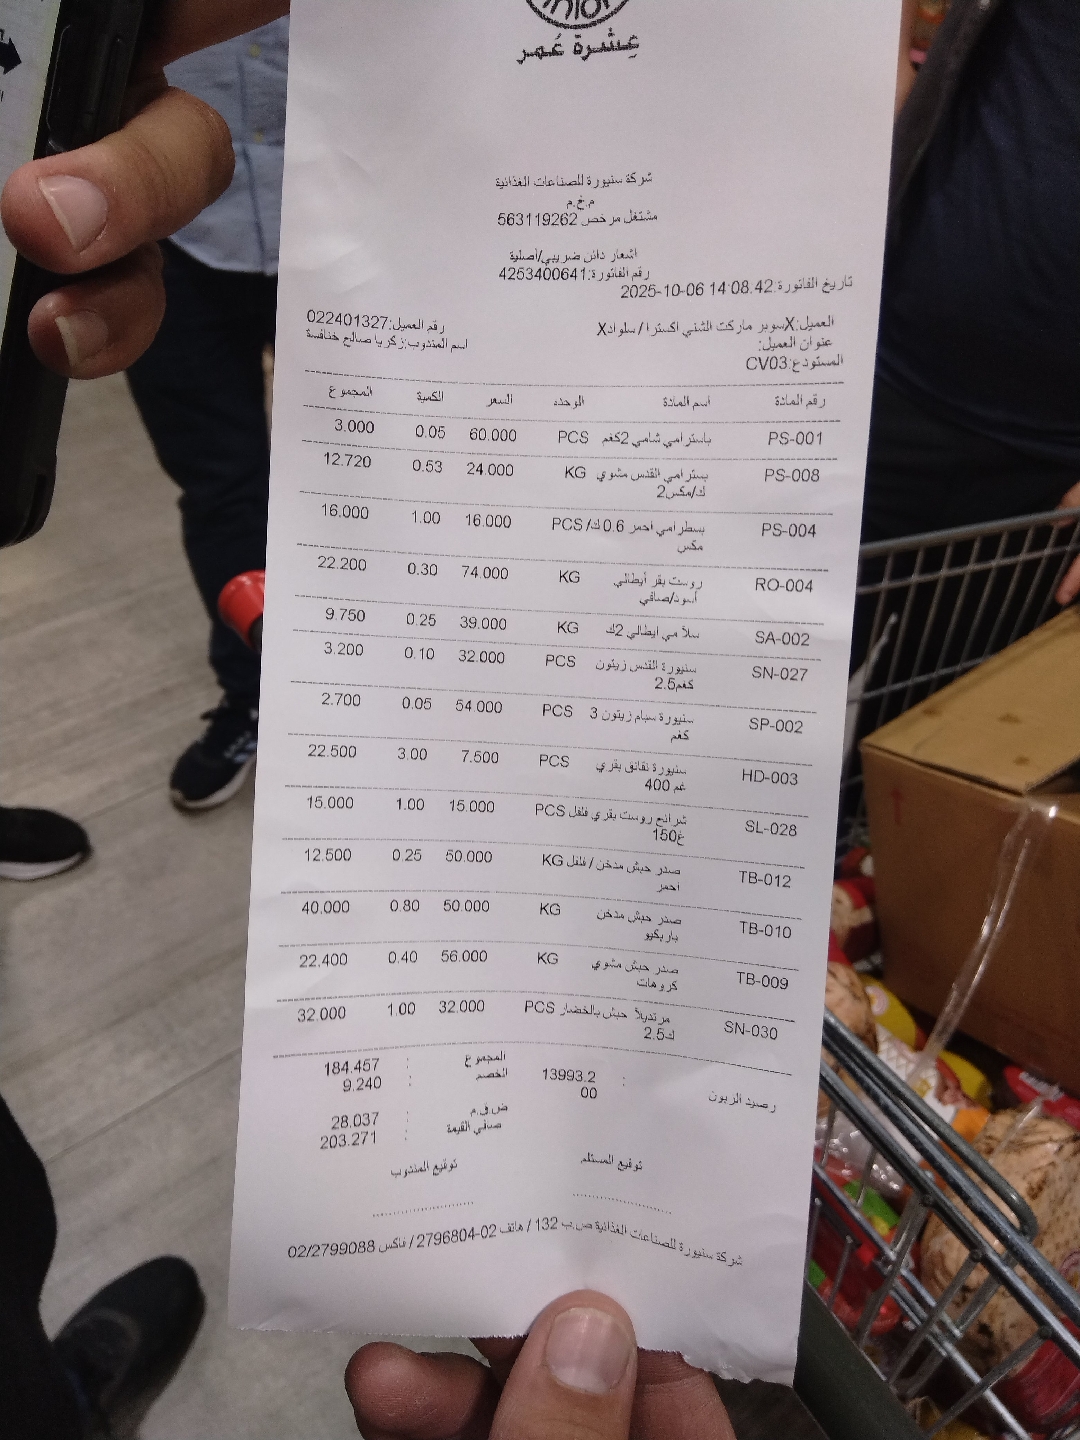 عِشرة عُمر
شركة سنيورة للصناعات الغذائية
م.خ.م
مشتغل مرخص 563119262
اشعار دائن ضريبي/أصلية
رقم الفاتورة:4253400641
تاريخ الفاتورة:2025-10-06 14:08:42
العميل:Xسوبر ماركت الشني اكسترا / سلوادX رقم العميل:022401327
عنوان العميل: اسم المندوب:زكريا صالح خنافسة
المستودع:CV03
رقم المادة اسم المادة الوحده السعر الكمية المجموع
PS-001 باسترامي شامي 2كغم PCS 60.000 0.05 3.000
PS-008 بسترامي القدس مشوي KG 24.000 0.53 12.720
ك/مكس2
PS-004 بسطرامي احمر 0.6ك/ PCS 16.000 1.00 16.000
مكس
RO-004 روست بقر أيطالي KG 74.000 0.30 22.200
أسود/صافي
SA-002 سلامي ايطالي 2ك KG 39.000 0.25 9.750
SN-027 سنيورة القدس زيتون PCS 32.000 0.10 3.200
كغم2.5
SP-002 سنيورة سبام زيتون 3 PCS 54.000 0.05 2.700
كغم
HD-003 سنيورة نقانق بقري PCS 7.500 3.00 22.500
غم 400
SL-028 شرائح روست بقري فلفل PCS 15.000 1.00 15.000
غ150
TB-012 صدر حبش مدخن / فلفل KG 50.000 0.25 12.500
احمر
TB-010 صدر حبش مدخن KG 50.000 0.80 40.000
باربكيو
TB-009 صدر حبش مشوي KG 56.000 0.40 22.400
كروهات
SN-030 مرتديلا حبش بالخضار PCS 32.000 1.00 32.000
ك2.5
رصيد الزبون : 13993.2
00
المجموع : 184.457
الخصم : 9.240
ض.ق.م : 28.037
صافي القيمة : 203.271
توقيع المستلم توقيع المندوب
شركة سنيورة للصناعات الغذائية ص.ب 132 / هاتف 02-2796804 / فاكس 02/2799088